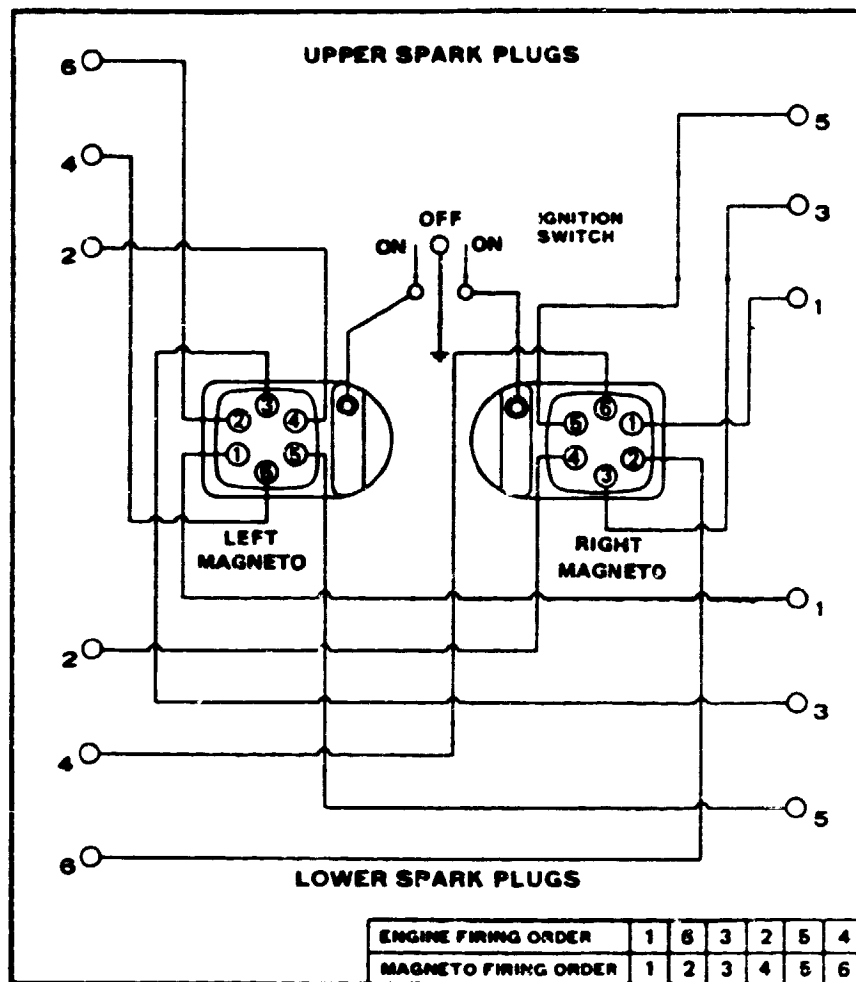 UPPER SPARK PLUGS
6
4
2
5
3
1
OFF
ON
ON
IGNITION
SWITCH
3
2
4
1
5
6
6
5
1
4
2
3
LEFT
MAGNETO
RIGHT
MAGNETO
1
2
3
4
5
6
LOWER SPARK PLUGS
ENGINE FIRING ORDER 1 6 3 2 5 4
MAGNETO FIRING ORDER 1 2 3 4 5 6